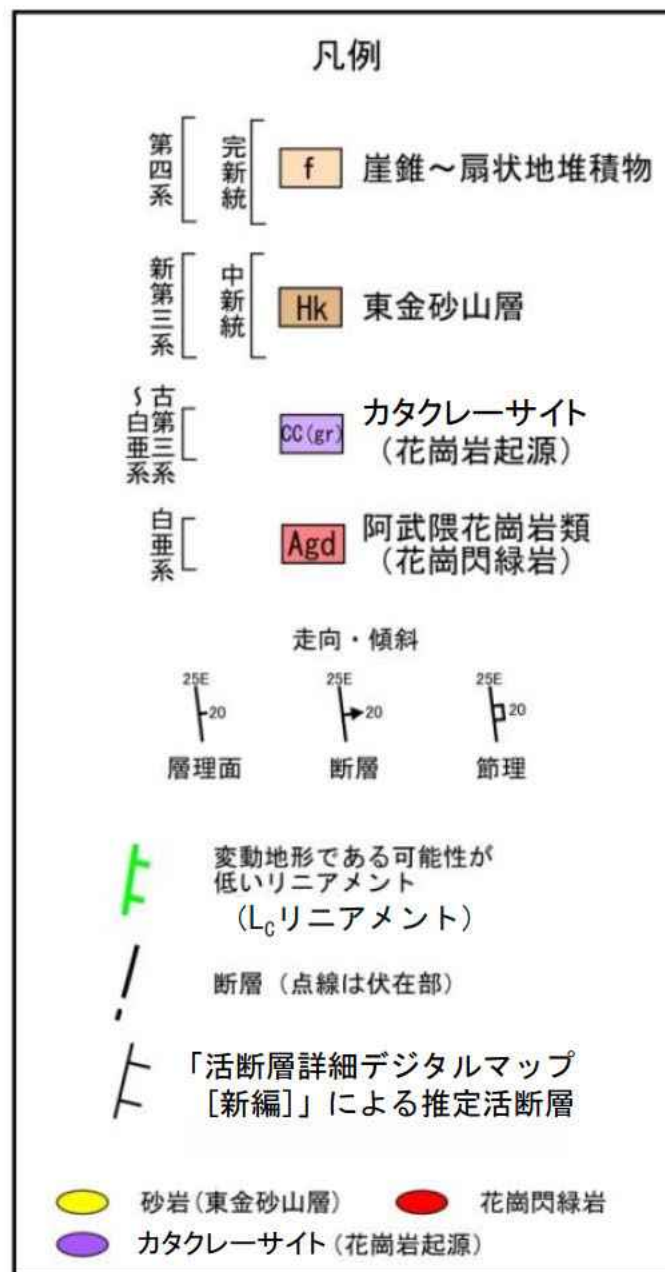 凡例
第四系
完新統
f
崖錐～扇状地堆積物
新第三系
中新統
Hk
東金砂山層
古第三系
～白亜系
CC(gr)
カタクレーサイト
（花崗岩起源）
白亜系
Agd
阿武隈花崗岩類
（花崗閃緑岩）
走向・傾斜
25E
20
層理面
25E
20
断層
25E
20
節理
変動地形である可能性が
低いリニアメント
（LCリニアメント）
断層（点線は伏在部）
「活断層詳細デジタルマップ
［新編］」による推定活断層
砂岩（東金砂山層）
花崗閃緑岩
カタクレーサイト（花崗岩起源）